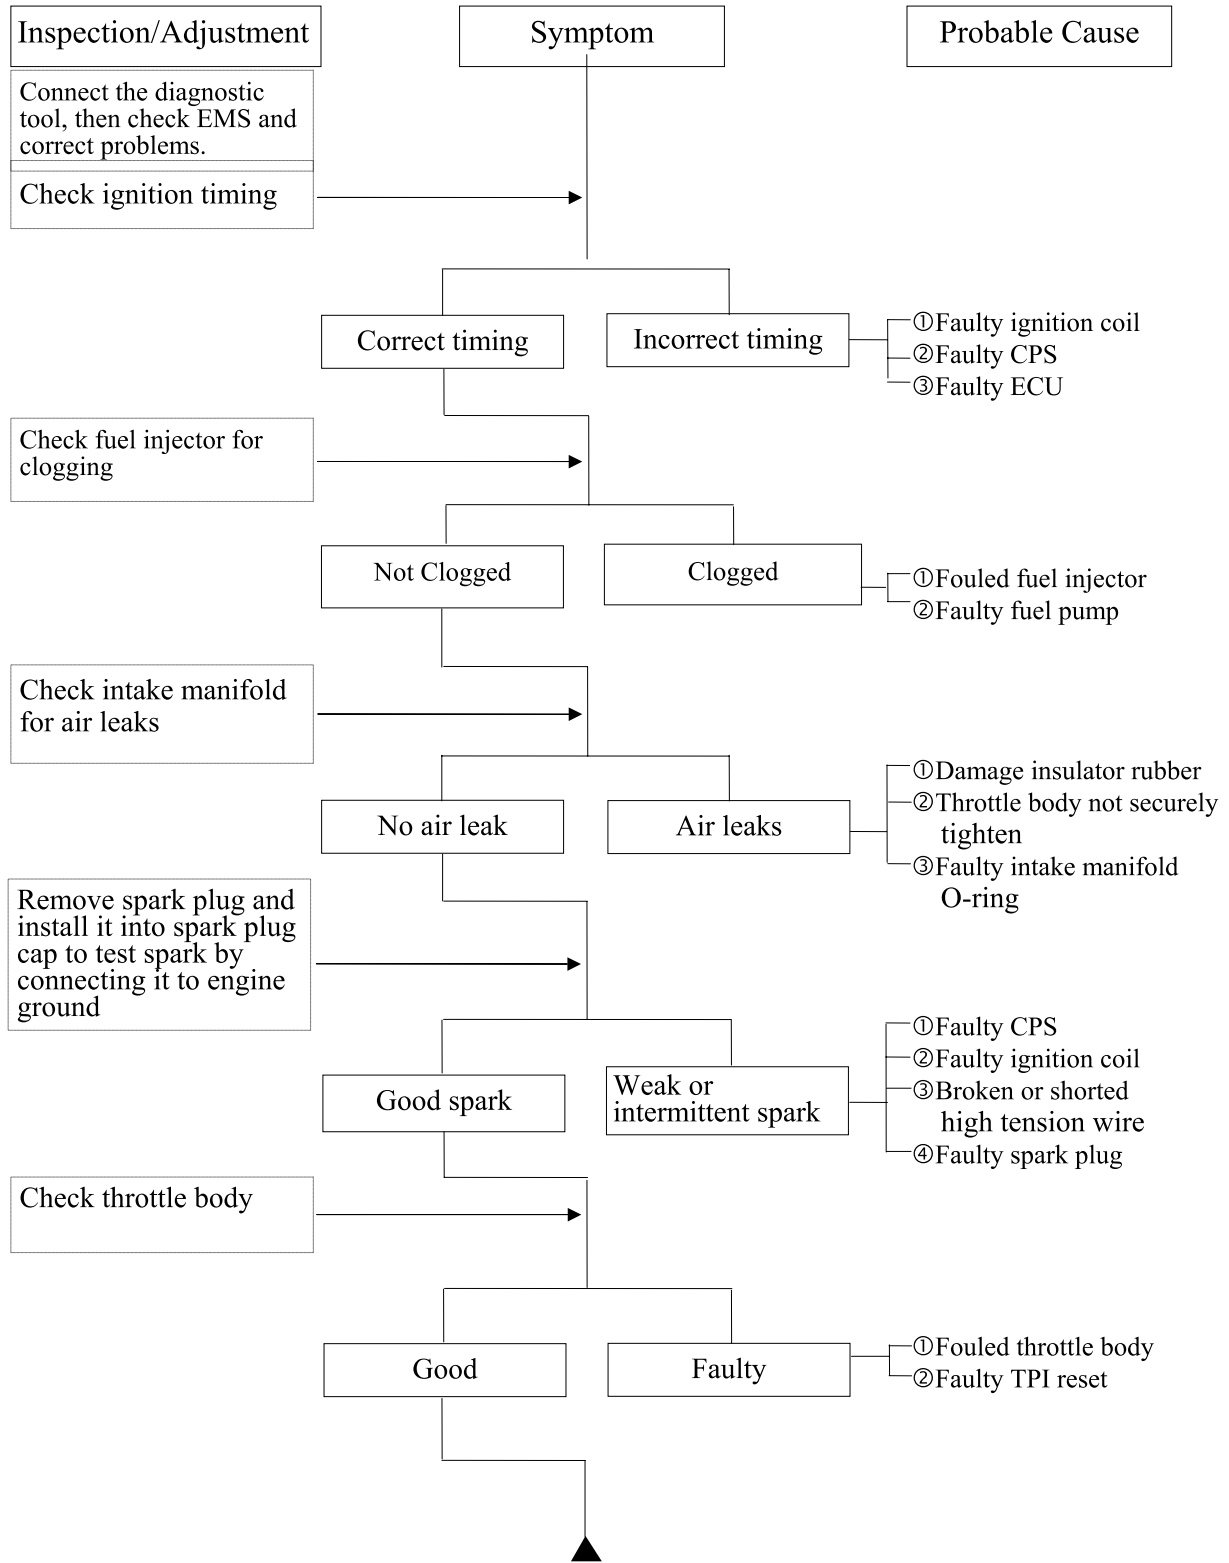 Inspection/Adjustment
Symptom
Probable Cause
Connect the diagnostic
tool, then check EMS and
correct problems.
Check ignition timing
Correct timing
Incorrect timing
①Faulty ignition coil
②Faulty CPS
③Faulty ECU
Check fuel injector for
clogging
Not Clogged
Clogged
①Fouled fuel injector
②Faulty fuel pump
Check intake manifold
for air leaks
No air leak
Air leaks
①Damage insulator rubber
②Throttle body not securely
tighten
③Faulty intake manifold
O-ring
Remove spark plug and
install it into spark plug
cap to test spark by
connecting it to engine
ground
Good spark
Weak or
intermittent spark
①Faulty CPS
②Faulty ignition coil
③Broken or shorted
high tension wire
④Faulty spark plug
Check throttle body
Good
Faulty
①Fouled throttle body
②Faulty TPI reset